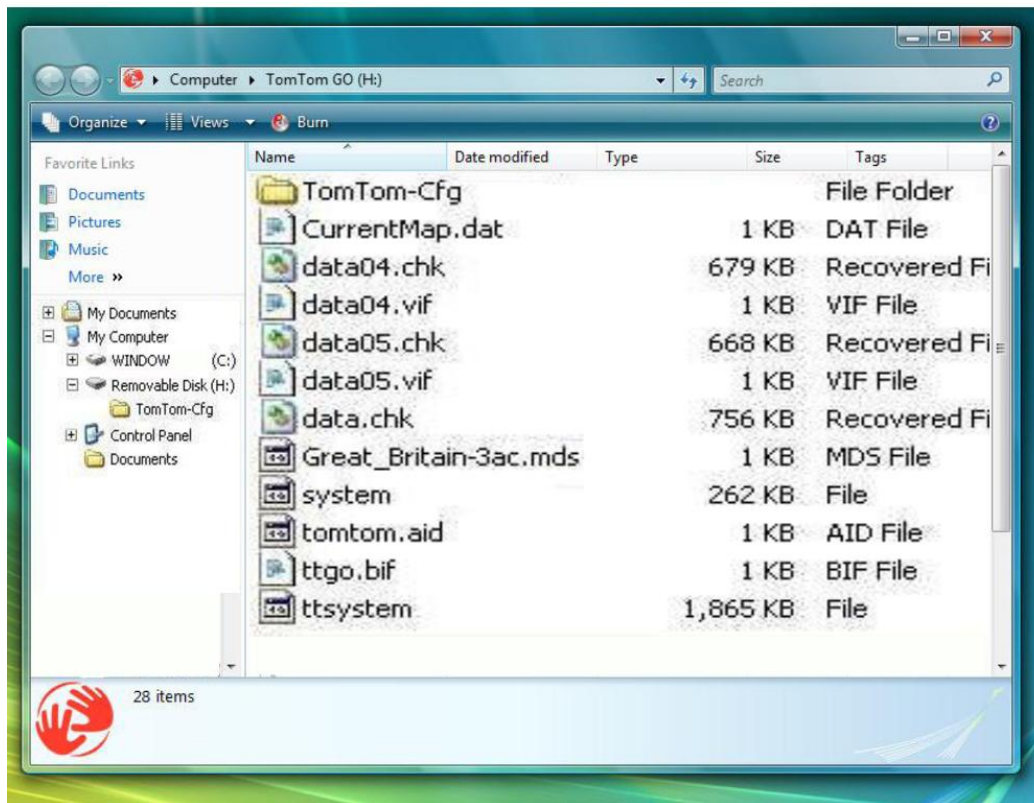 Computer ▸ TomTom GO (H:)
Search
Organize Views Burn
Favorite Links
Documents
Pictures
Music
More »
My Documents
My Computer
WINDOW (C:)
Removable Disk (H:)
TomTom-Cfg
Control Panel
Documents
Name Date modified Type Size Tags
TomTom-Cfg File Folder
CurrentMap.dat 1 KB DAT File
data04.chk 679 KB Recovered Fi
data04.vif 1 KB VIF File
data05.chk 668 KB Recovered Fi
data05.vif 1 KB VIF File
data.chk 756 KB Recovered Fi
Great_Britain-3ac.mds 1 KB MDS File
system 262 KB File
tomtom.aid 1 KB AID File
ttgo.bif 1 KB BIF File
ttsystem 1,865 KB File
28 items